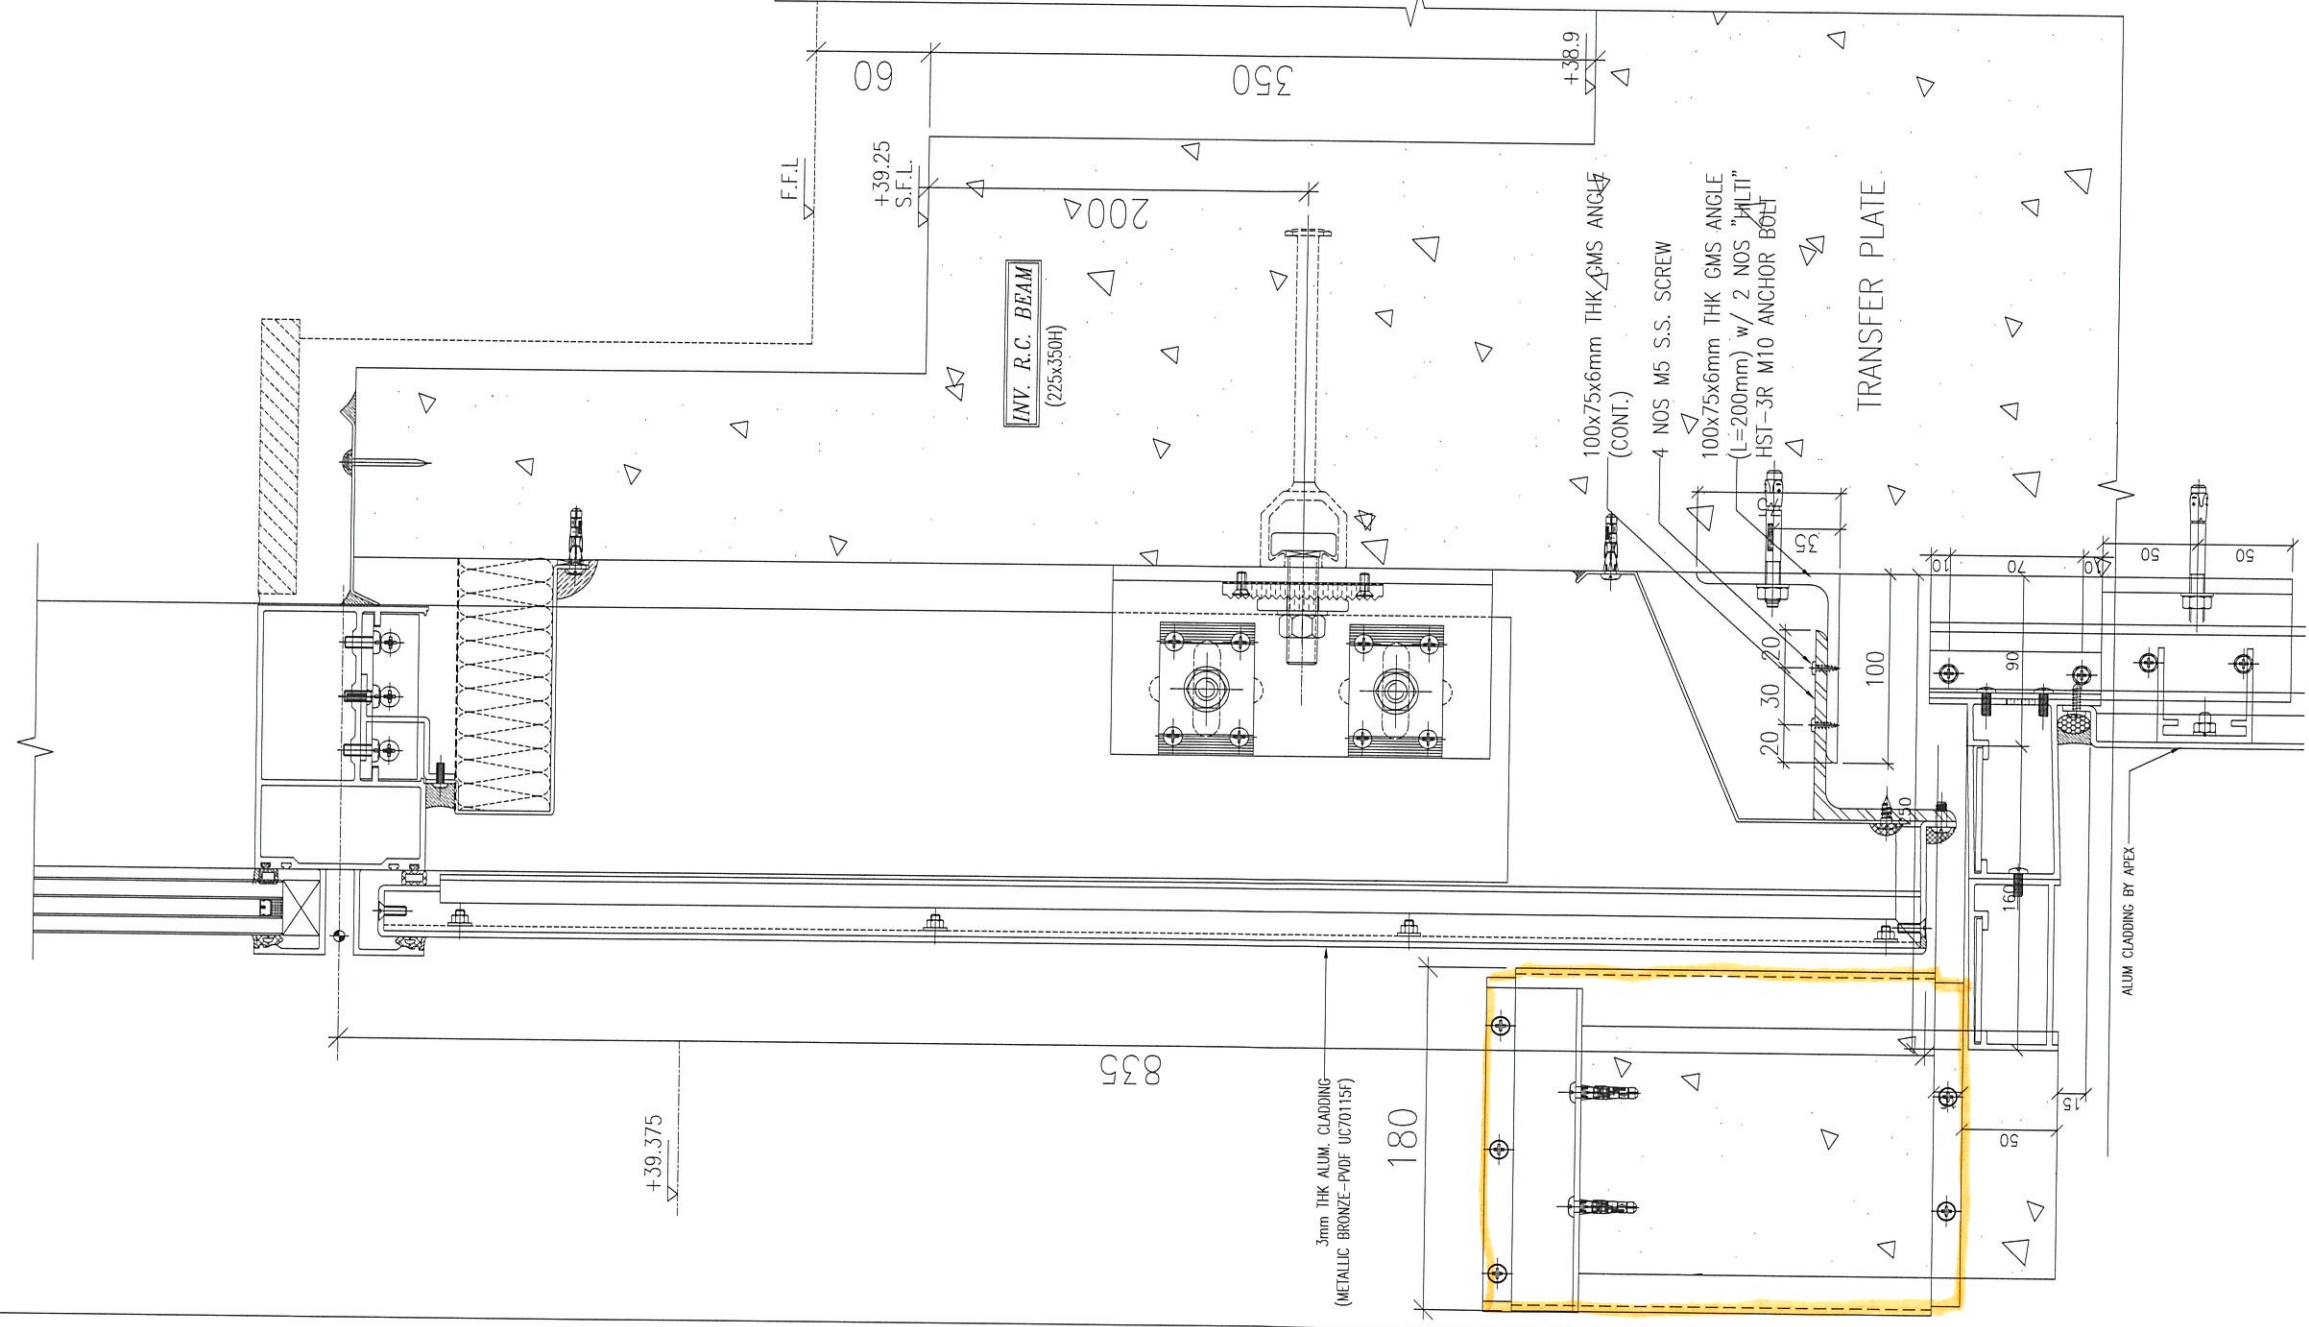 60
350
+38.9
F.F.L
+39.25
S.F.L.
200
INV. R.C. BEAM
(225x350H)
100x75x6mm THK GMS ANGLE
(CONT.)
4 NOS M5 S.S. SCREW
100x75x6mm THK GMS ANGLE
(L=200mm) w/ 2 NOS "HILTI"
HST-3R M10 ANCHOR BOLT
TRANSFER PLATE
35
20
30
20
100
50
10
70
10
50
50
90
160
ALUM CLADDING BY APEX
15
50
835
+39.375
3mm THK ALUM. CLADDING
(METALLIC BRONZE-PVDF UC70115F)
180